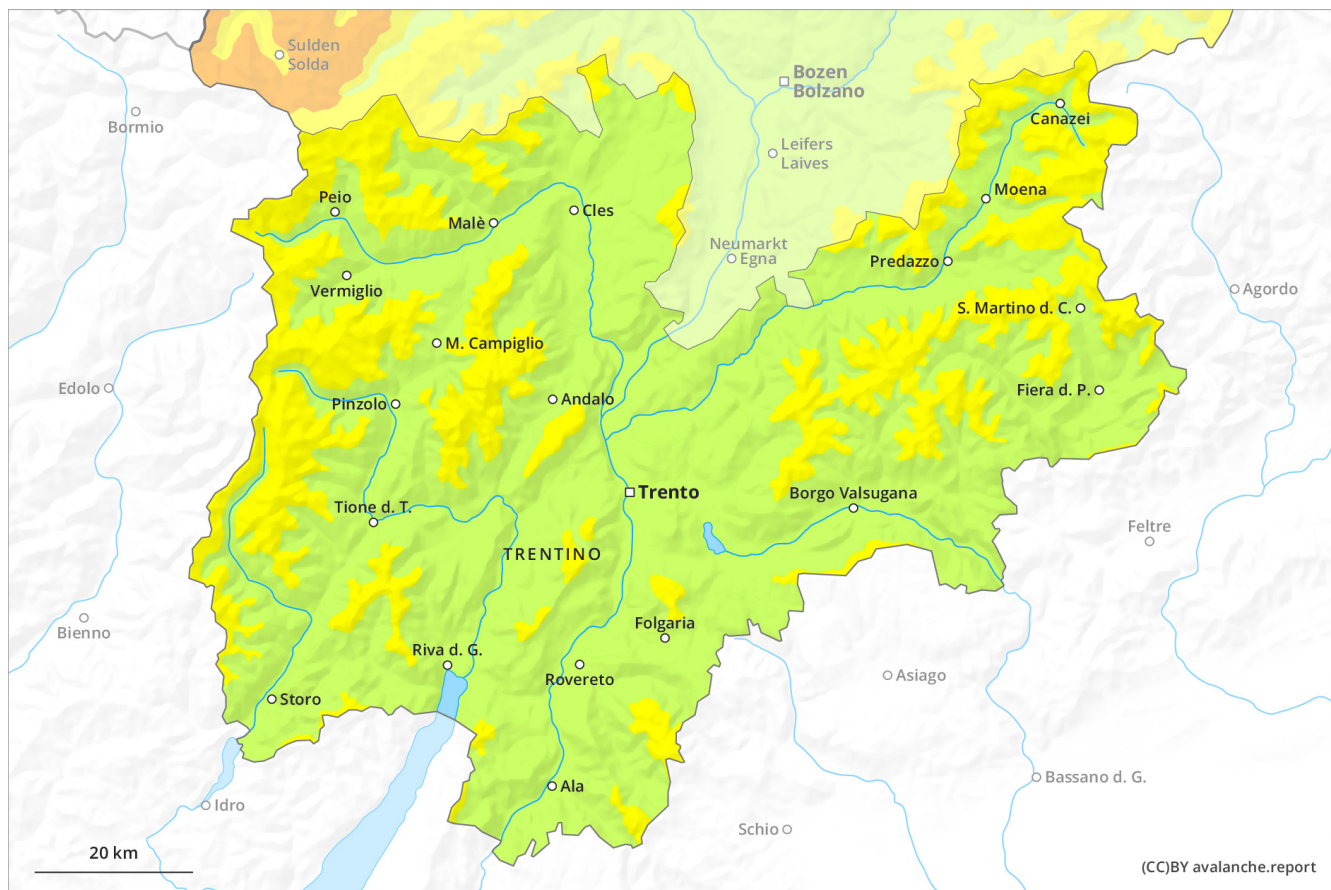 Sulden
Solda
Bozen
Bolzano
Bormio
Canazei
Leifers
Laives
Peio
Moena
Malè
Cles
Neumarkt
Egna
Predazzo
Vermiglio
Agordo
S. Martino d. C.
M. Campiglio
Edolo
Fiera d. P.
Andalo
Pinzolo
Trento
Borgo Valsugana
Tione d. T.
Feltre
TRENTINO
Bienno
Folgaria
Riva d. G.
Rovereto
Asiago
Storo
Bassano d. G.
Ala
Idro
Schio
20 km
(CC)BY avalanche.report